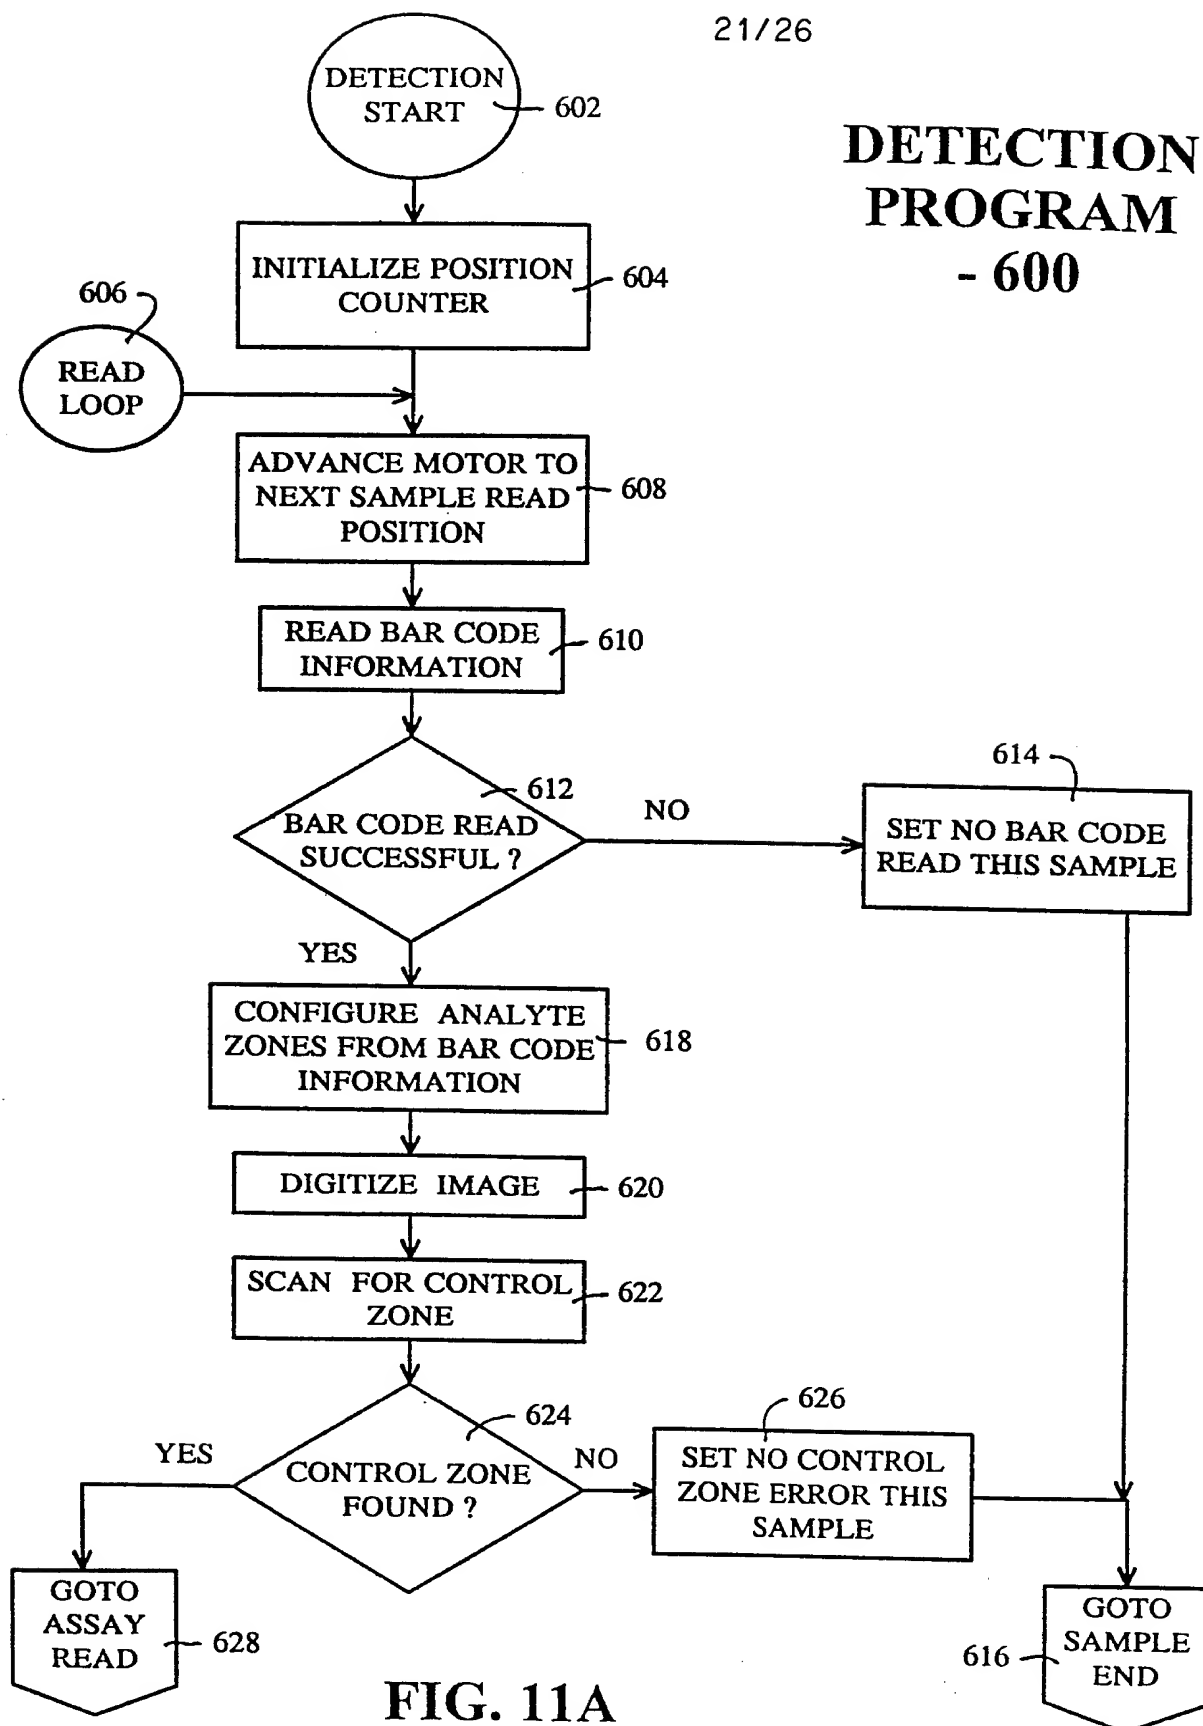 21/26
DETECTION
START
602
DETECTION
PROGRAM
- 600
INITIALIZE POSITION
COUNTER
604
606
READ
LOOP
ADVANCE MOTOR TO
NEXT SAMPLE READ
POSITION
608
READ BAR CODE
INFORMATION
610
612
BAR CODE READ
SUCCESSFUL ?
NO
614
SET NO BAR CODE
READ THIS SAMPLE
YES
CONFIGURE ANALYTE
ZONES FROM BAR CODE
INFORMATION
618
DIGITIZE IMAGE
620
SCAN FOR CONTROL
ZONE
622
624
CONTROL ZONE
FOUND ?
YES
NO
626
SET NO CONTROL
ZONE ERROR THIS
SAMPLE
GOTO
ASSAY
READ
628
GOTO
SAMPLE
END
616
FIG. 11A